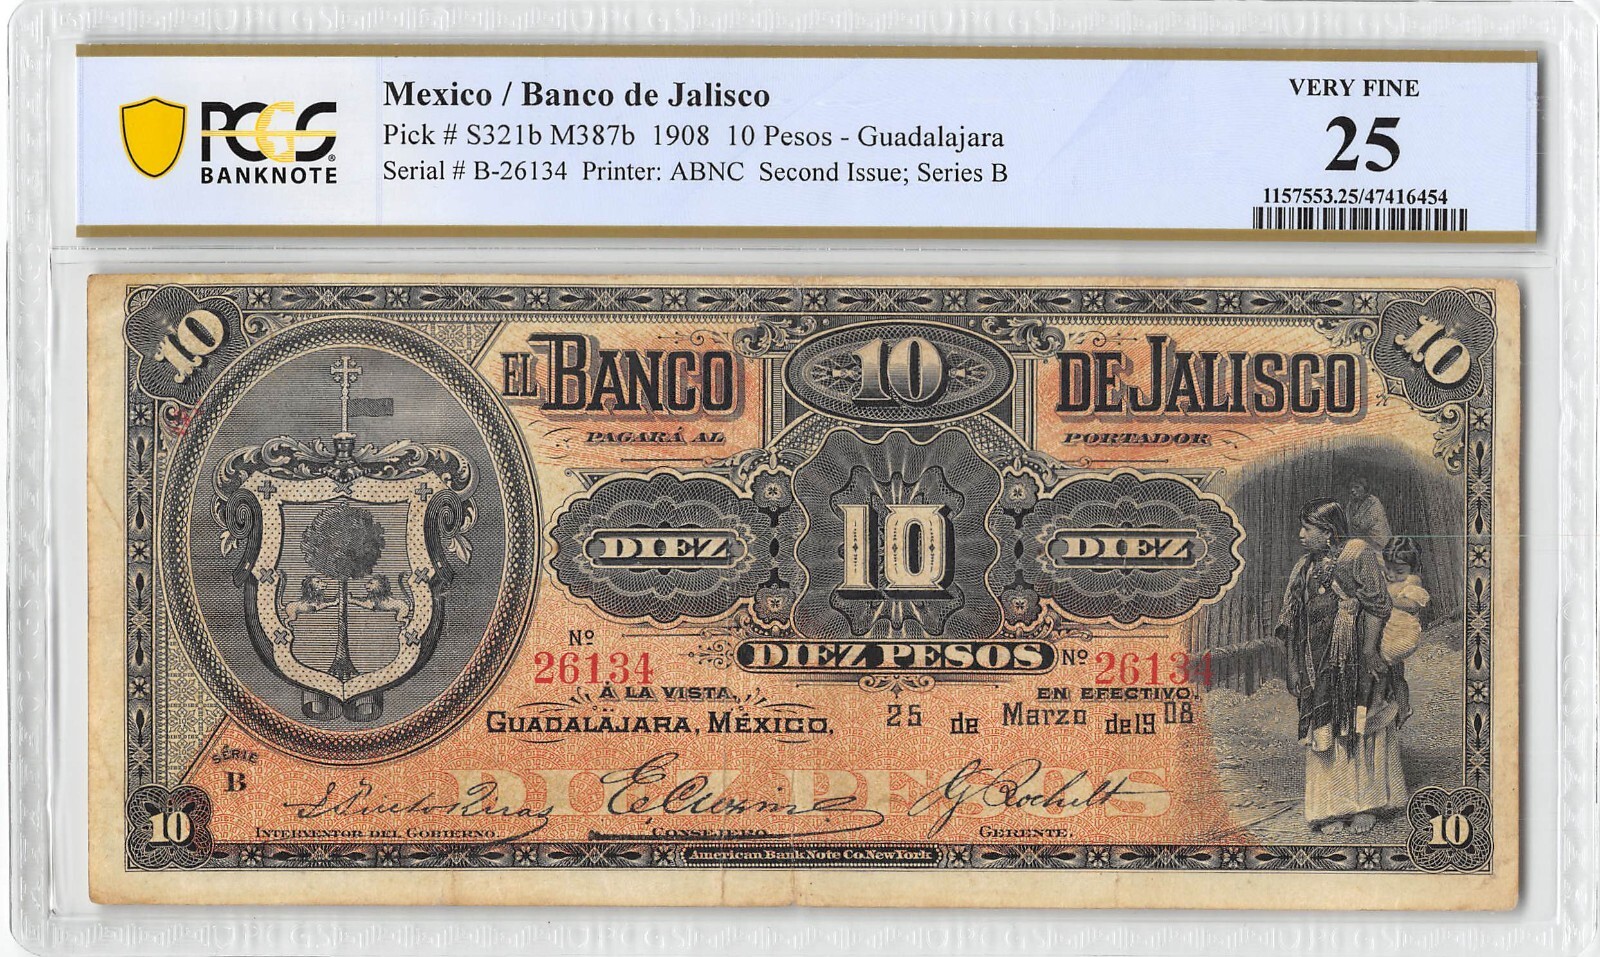 PCGS
BANKNOTE
Mexico / Banco de Jalisco
Pick # S321b M387b 1908 10 Pesos - Guadalajara
Serial # B-26134 Printer: ABNC Second Issue; Series B
VERY FINE
25
1157553.25/47416454
10 10 10
EL BANCO DE JALISCO
PAGARÁ AL PORTADOR
DIEZ 10 DIEZ
DIEZ PESOS
Nº 26134 Nº 26134
Á LA VISTA EN EFECTIVO.
GUADALAJARA, MÉXICO, 25 de Marzo de 1908
SÉRIE
B
DIEZ PESOS
INTERVENTOR DEL GOBIERNO. CONSEJERO. GERENTE.
10 10
American Bank Note Co. New York